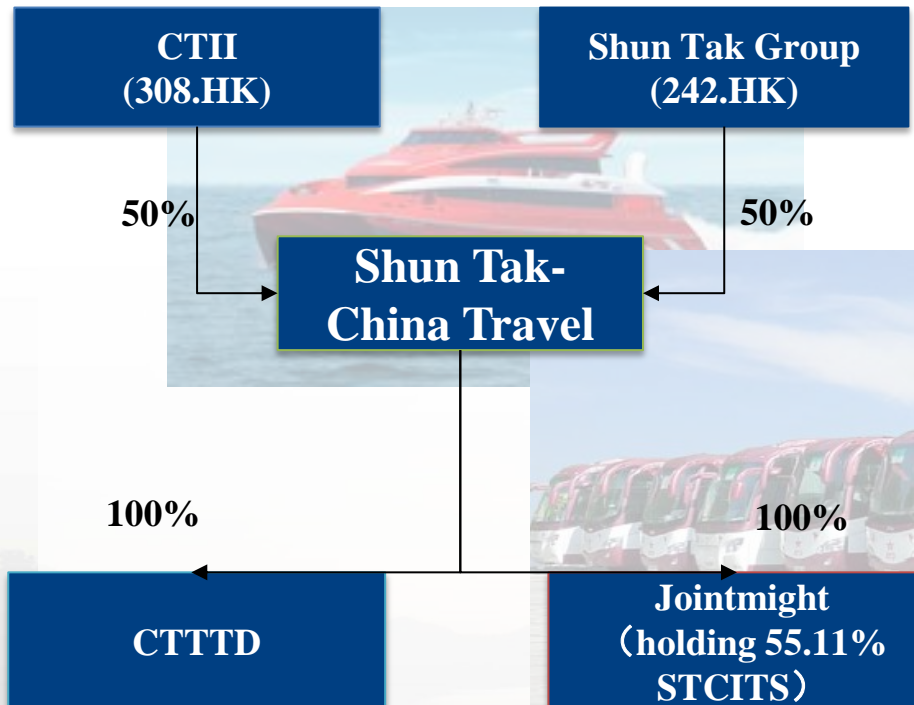 CTII
(308.HK)
Shun Tak Group
(242.HK)
50%
50%
Shun Tak-
China Travel
100%
100%
CTTTD
Jointmight
（holding 55.11%
STCITS）